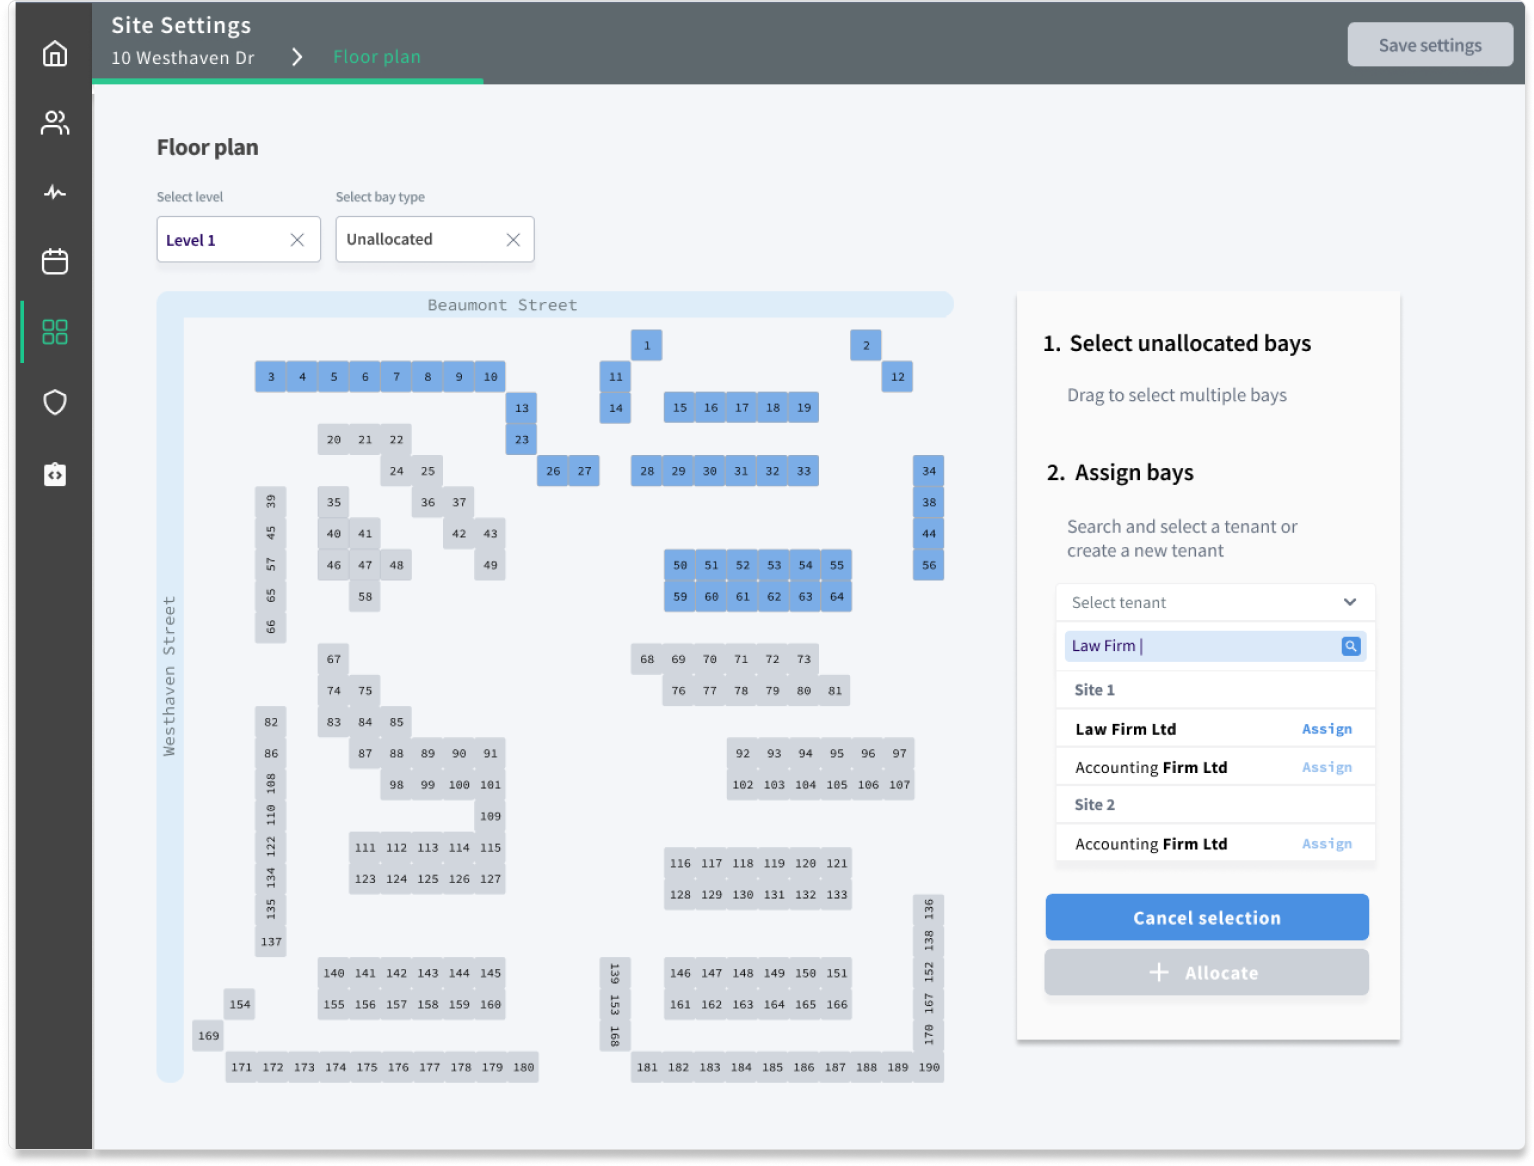 Site Settings
10 Westhaven Dr
Floor plan
Save settings
Floor plan
Select level
Select bay type
Level 1
Unallocated
Beaumont Street
Westhaven Street
1 2
3 4 5 6 7 8 9 10 11 12
13 14 15 16 17 18 19
20 21 22 23
24 25 26 27 28 29 30 31 32 33 34
39 35 36 37 38
45 40 41 42 43 44
57 46 47 48 49 50 51 52 53 54 55 56
65 58 59 60 61 62 63 64
66
67 68 69 70 71 72 73
74 75 76 77 78 79 80 81
82 83 84 85
86 87 88 89 90 91 92 93 94 95 96 97
108 98 99 100 101 102 103 104 105 106 107
110 109
122 111 112 113 114 115 116 117 118 119 120 121
134 123 124 125 126 127 128 129 130 131 132 133
135 136
137 138
140 141 142 143 144 145 139 146 147 148 149 150 151 152
154 155 156 157 158 159 160 153 161 162 163 164 165 166 167
169 168 170
171 172 173 174 175 176 177 178 179 180 181 182 183 184 185 186 187 188 189 190
1. Select unallocated bays
Drag to select multiple bays
2. Assign bays
Search and select a tenant or
create a new tenant
Select tenant
Law Firm |
Site 1
Law Firm Ltd Assign
Accounting Firm Ltd Assign
Site 2
Accounting Firm Ltd Assign
Cancel selection
+ Allocate